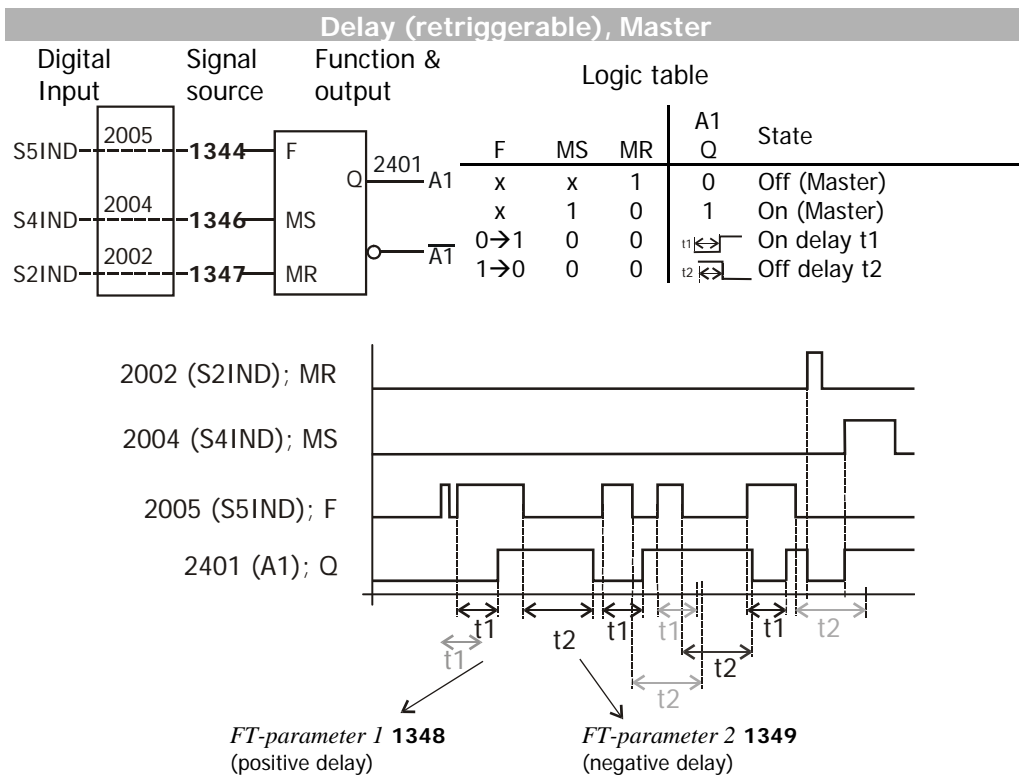 Delay (retriggerable), Master
Digital Input
Signal source
Function & output
Logic table
S5IND 2005 1344 F
Q 2401 A1
S4IND 2004 1346 MS
A1
S2IND 2002 1347 MR
F MS MR A1 Q State
x x 1 0 Off (Master)
x 1 0 1 On (Master)
0→1 0 0 t1 On delay t1
1→0 0 0 t2 Off delay t2
2002 (S2IND); MR
2004 (S4IND); MS
2005 (S5IND); F
2401 (A1); Q
t1 t1 t1 t1 t2
t1 t2 t2
t2
FT-parameter 1 1348
(positive delay)
FT-parameter 2 1349
(negative delay)